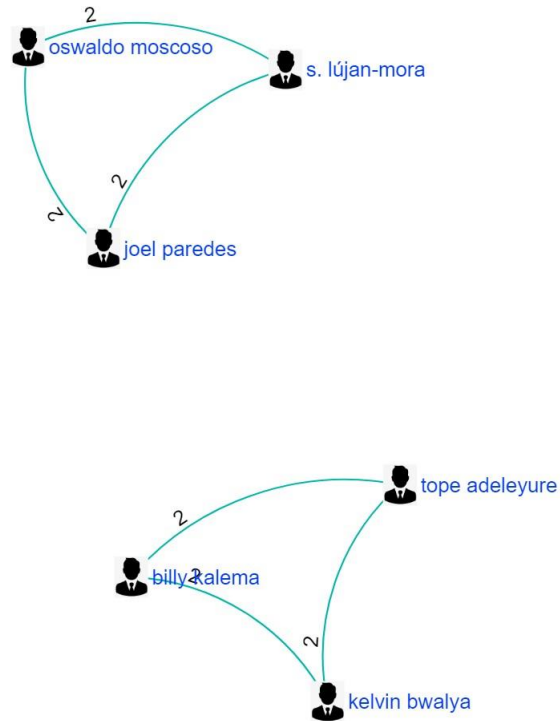 2
oswaldo moscoso
s. lújan-mora
2
2
joel paredes
tope adeleyure
2
billy kalema
2
2
kelvin bwalya